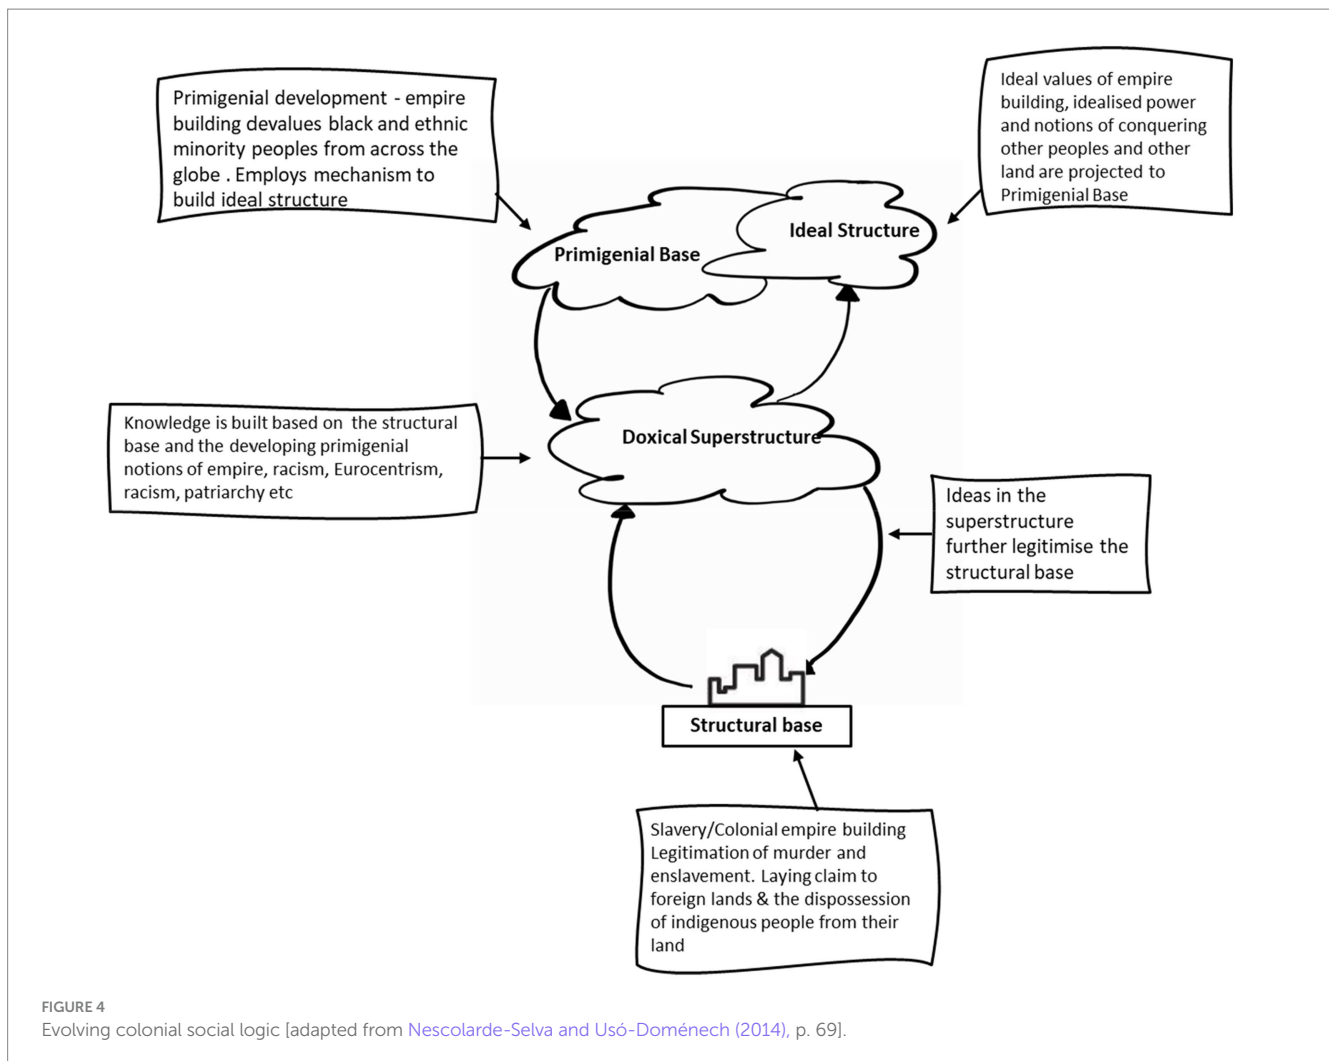 Primigenial development - empire
building devalues black and ethnic
minority peoples from across the
globe . Employs mechanism to
build ideal structure
Ideal values of empire
building, idealised power
and notions of conquering
other peoples and other
land are projected to
Primigenial Base
Ideal Structure
Primigenial Base
Knowledge is built based on the structural
base and the developing primigenial
notions of empire, racism, Eurocentrism,
racism, patriarchy etc
Doxical Superstructure
Ideas in the
superstructure
further legitimise the
structural base
Structural base
Slavery/Colonial empire building
Legitimation of murder and
enslavement. Laying claim to
foreign lands & the dispossession
of indigenous people from their
land
FIGURE 4
Evolving colonial social logic [adapted from Nescolarde-Selva and Usó-Doménech (2014), p. 69].